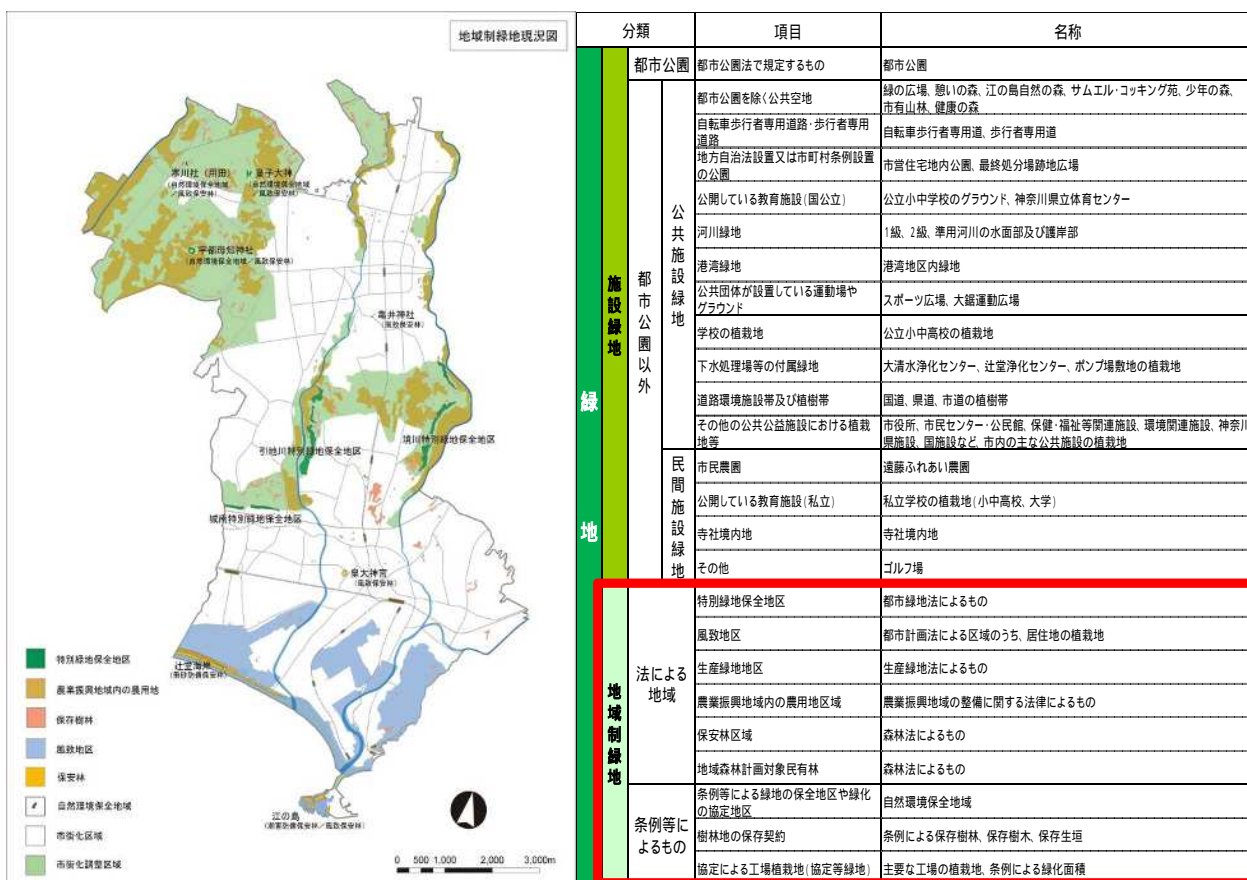 地域制緑地現況図
寒川社（用田）
（自然環境保全地域
／風致保安林）
皇子大神
（自然環境保全地域
／風致保安林）
宇都母知神社
（自然環境保全地域／風致保安林）
亀井神社
（風致保安林）
引地川特別緑地保全地区
境川特別緑地保全地区
城南特別緑地保全地区
皇大神宮
（風致保安林）
辻堂海岸
江の島
特別緑地保全地区
農業振興地域内の農用地
保存樹林
風致地区
保安林
自然環境保全地域
市街化区域
市街化調整区域
0 500 1,000 2,000 3,000m
分類 項目 名称
緑地
施設緑地
都市公園 都市公園法で規定するもの 都市公園
都市公園以外
公共施設緑地
都市公園を除く公共空地
緑の広場、憩いの森、江の島自然の森、サムエル・コッキング苑、少年の森、
市有山林、健康の森
自転車歩行者専用道路・歩行者専用
道路
自転車歩行者専用道、歩行者専用道
地方自治法設置又は市町村条例設置
の公園
市営住宅地内公園、最終処分場跡地広場
公開している教育施設(国公立) 公立小中学校のグラウンド、神奈川県立体育センター
河川緑地 1級、2級、準用河川の水面部及び護岸部
港湾緑地 港湾地区内緑地
公共団体が設置している運動場や
グラウンド
スポーツ広場、大鋸運動広場
学校の植栽地 公立小中高校の植栽地
下水処理場等の付属緑地 大清水浄化センター、辻堂浄化センター、ポンプ場敷地の植栽地
道路環境施設帯及び植樹帯 国道、県道、市道の植樹帯
その他の公共公益施設における植栽
地等
市役所、市民センター・公民館、保健・福祉等関連施設、環境関連施設、神奈川
県施設、国施設など、市内の主な公共施設の植栽地
民間施設緑地
市民農園 遠藤ふれあい農園
公開している教育施設(私立) 私立学校の植栽地(小中高校、大学)
寺社境内地 寺社境内地
その他 ゴルフ場
地域制緑地
法による
地域
特別緑地保全地区 都市緑地法によるもの
風致地区 都市計画法による区域のうち、居住地の植栽地
生産緑地地区 生産緑地法によるもの
農業振興地域内の農用地区域 農業振興地域の整備に関する法律によるもの
保安林区域 森林法によるもの
地域森林計画対象民有林 森林法によるもの
条例等に
よるもの
条例等による緑地の保全地区や緑化
の協定地区
自然環境保全地域
樹林地の保存契約 条例による保存樹林、保存樹木、保存生垣
協定による工場植栽地(協定等緑地) 主要な工場の植栽地、条例による緑化面積